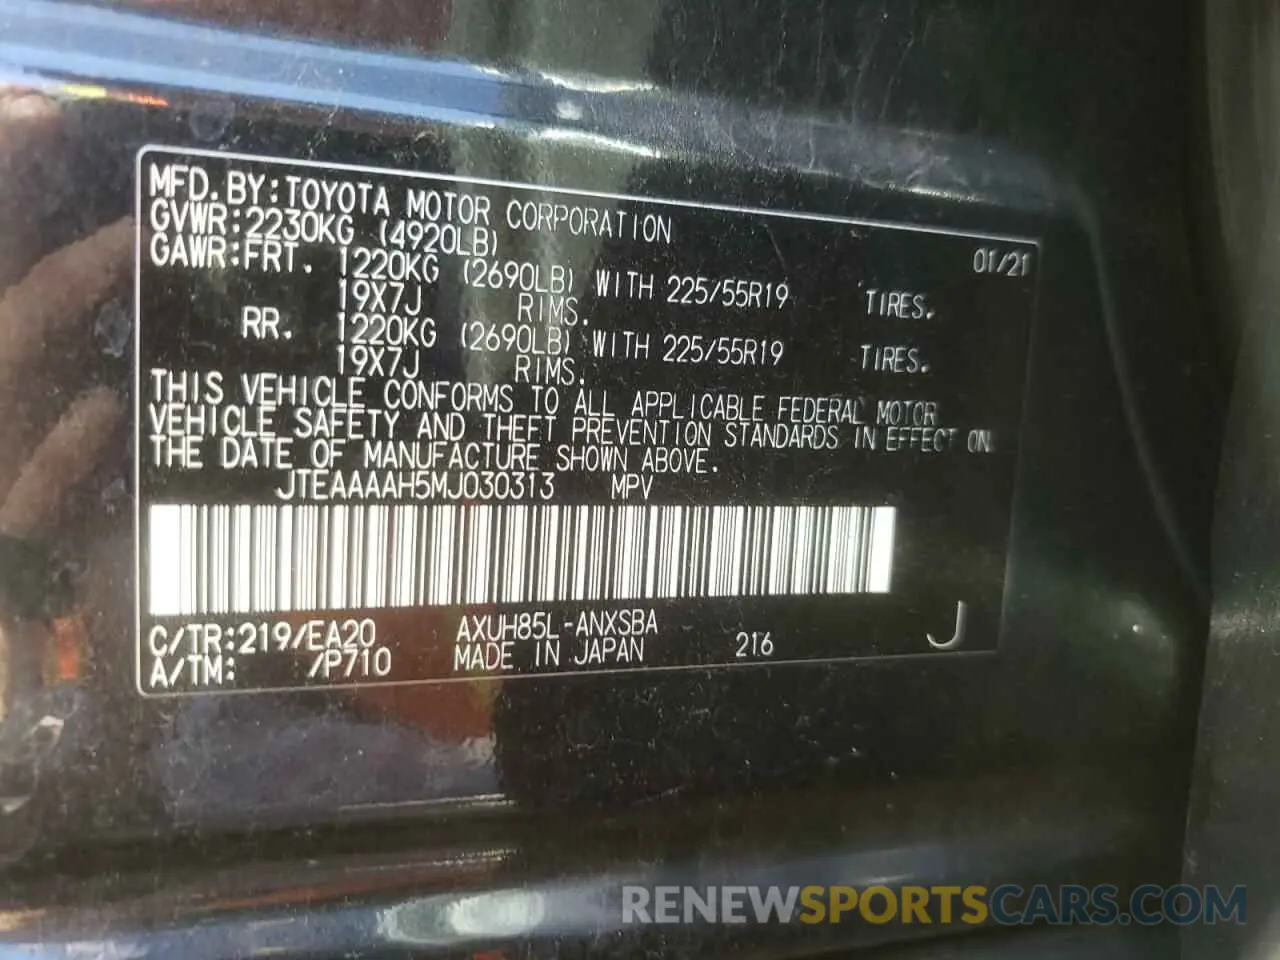 MFD.BY:TOYOTA MOTOR CORPORATION 01/21
GVWR:2230KG (4920LB)
GAWR:FRT. 1220KG (2690LB) WITH 225/55R19 TIRES.
19X7J RIMS.
RR. 1220KG (2690LB) WITH 225/55R19 TIRES.
19X7J RIMS.
THIS VEHICLE CONFORMS TO ALL APPLICABLE FEDERAL MOTOR
VEHICLE SAFETY AND THEFT PREVENTION STANDARDS IN EFFECT ON
THE DATE OF MANUFACTURE SHOWN ABOVE.
JTEAAAAH5MJ030313 MPV
C/TR:219/EA20 AXUH85L-ANXSBA
A/TM: /P710 MADE IN JAPAN 216 J
RENEWSPORTSCARS.COM